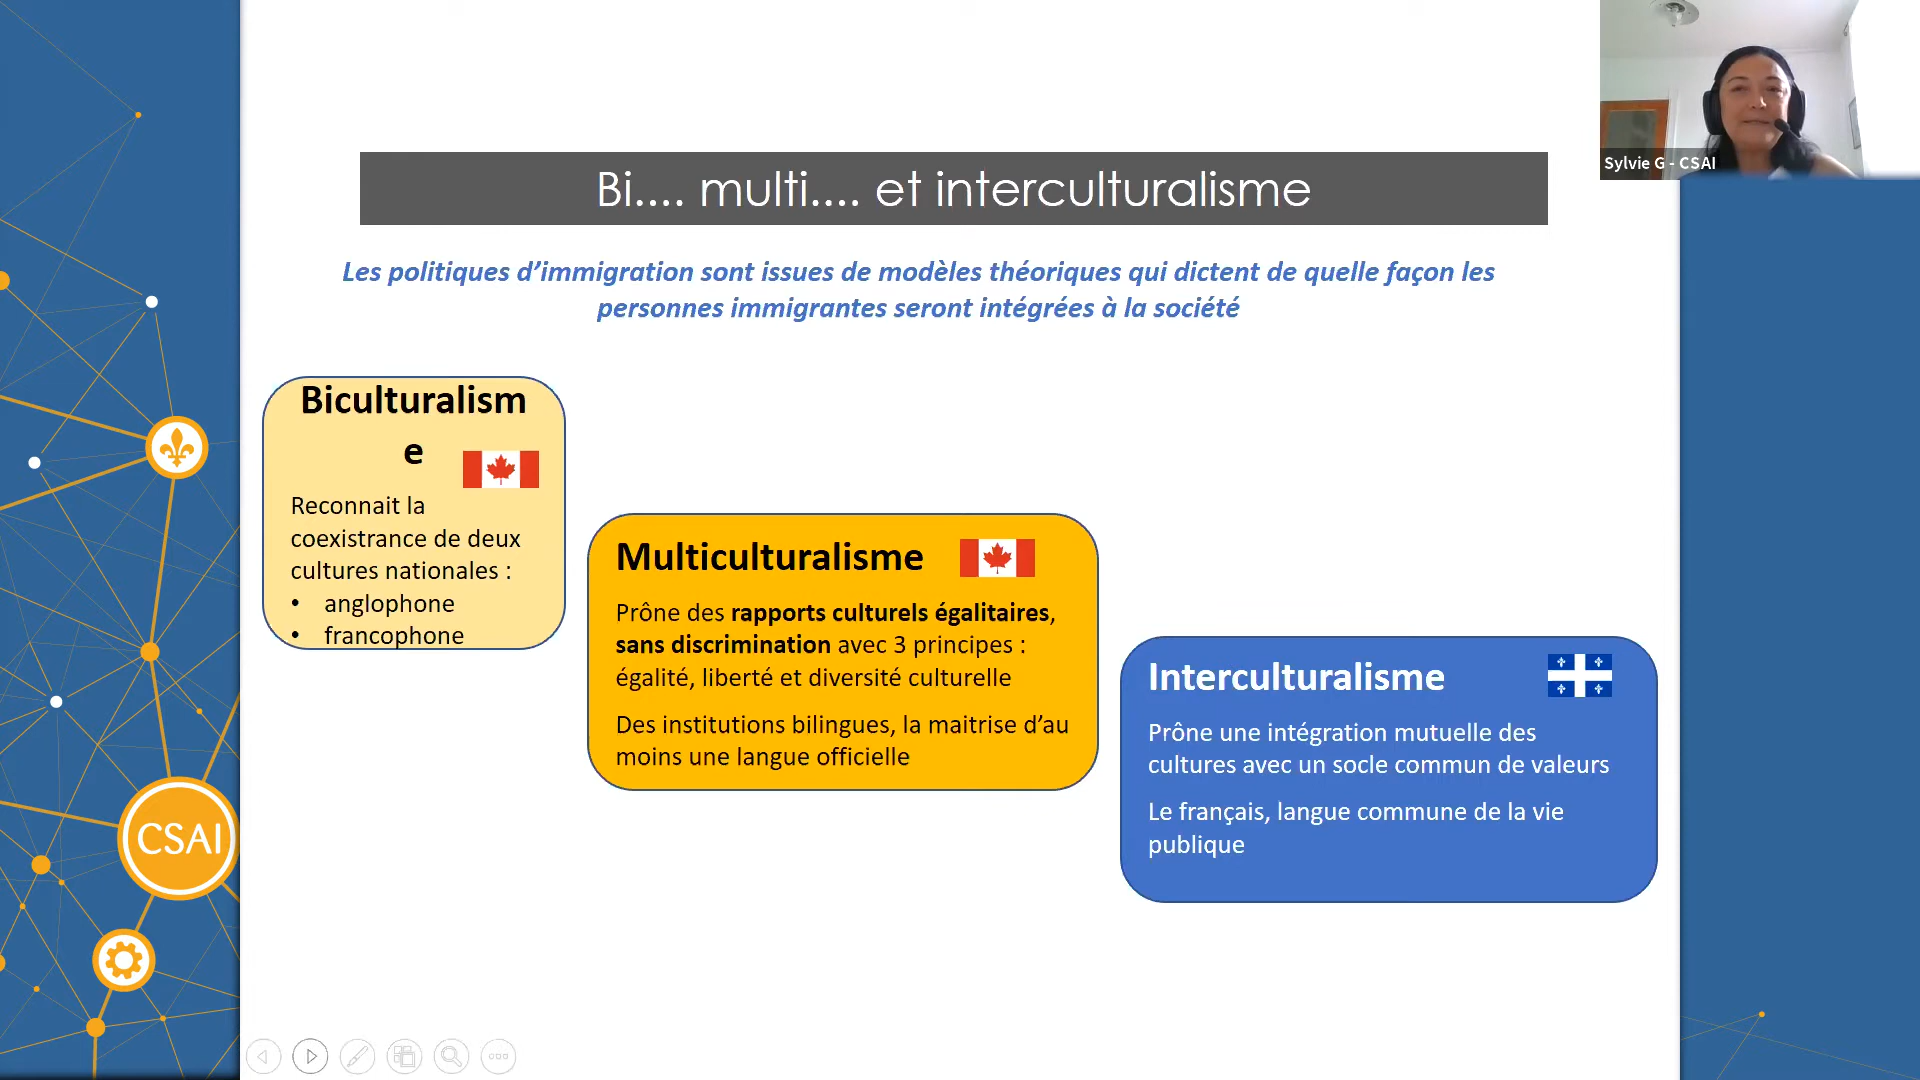 Sylvie G - CSAI
Bi.... multi.... et interculturalisme
Les politiques d’immigration sont issues de modèles théoriques qui dictent de quelle façon les
personnes immigrantes seront intégrées à la société
Biculturalism
e
Reconnait la
coexistrance de deux
cultures nationales :
• anglophone
• francophone
Multiculturalisme
Prône des rapports culturels égalitaires,
sans discrimination avec 3 principes :
égalité, liberté et diversité culturelle
Des institutions bilingues, la maitrise d’au
moins une langue officielle
Interculturalisme
Prône une intégration mutuelle des
cultures avec un socle commun de valeurs
Le français, langue commune de la vie
publique
CSAI